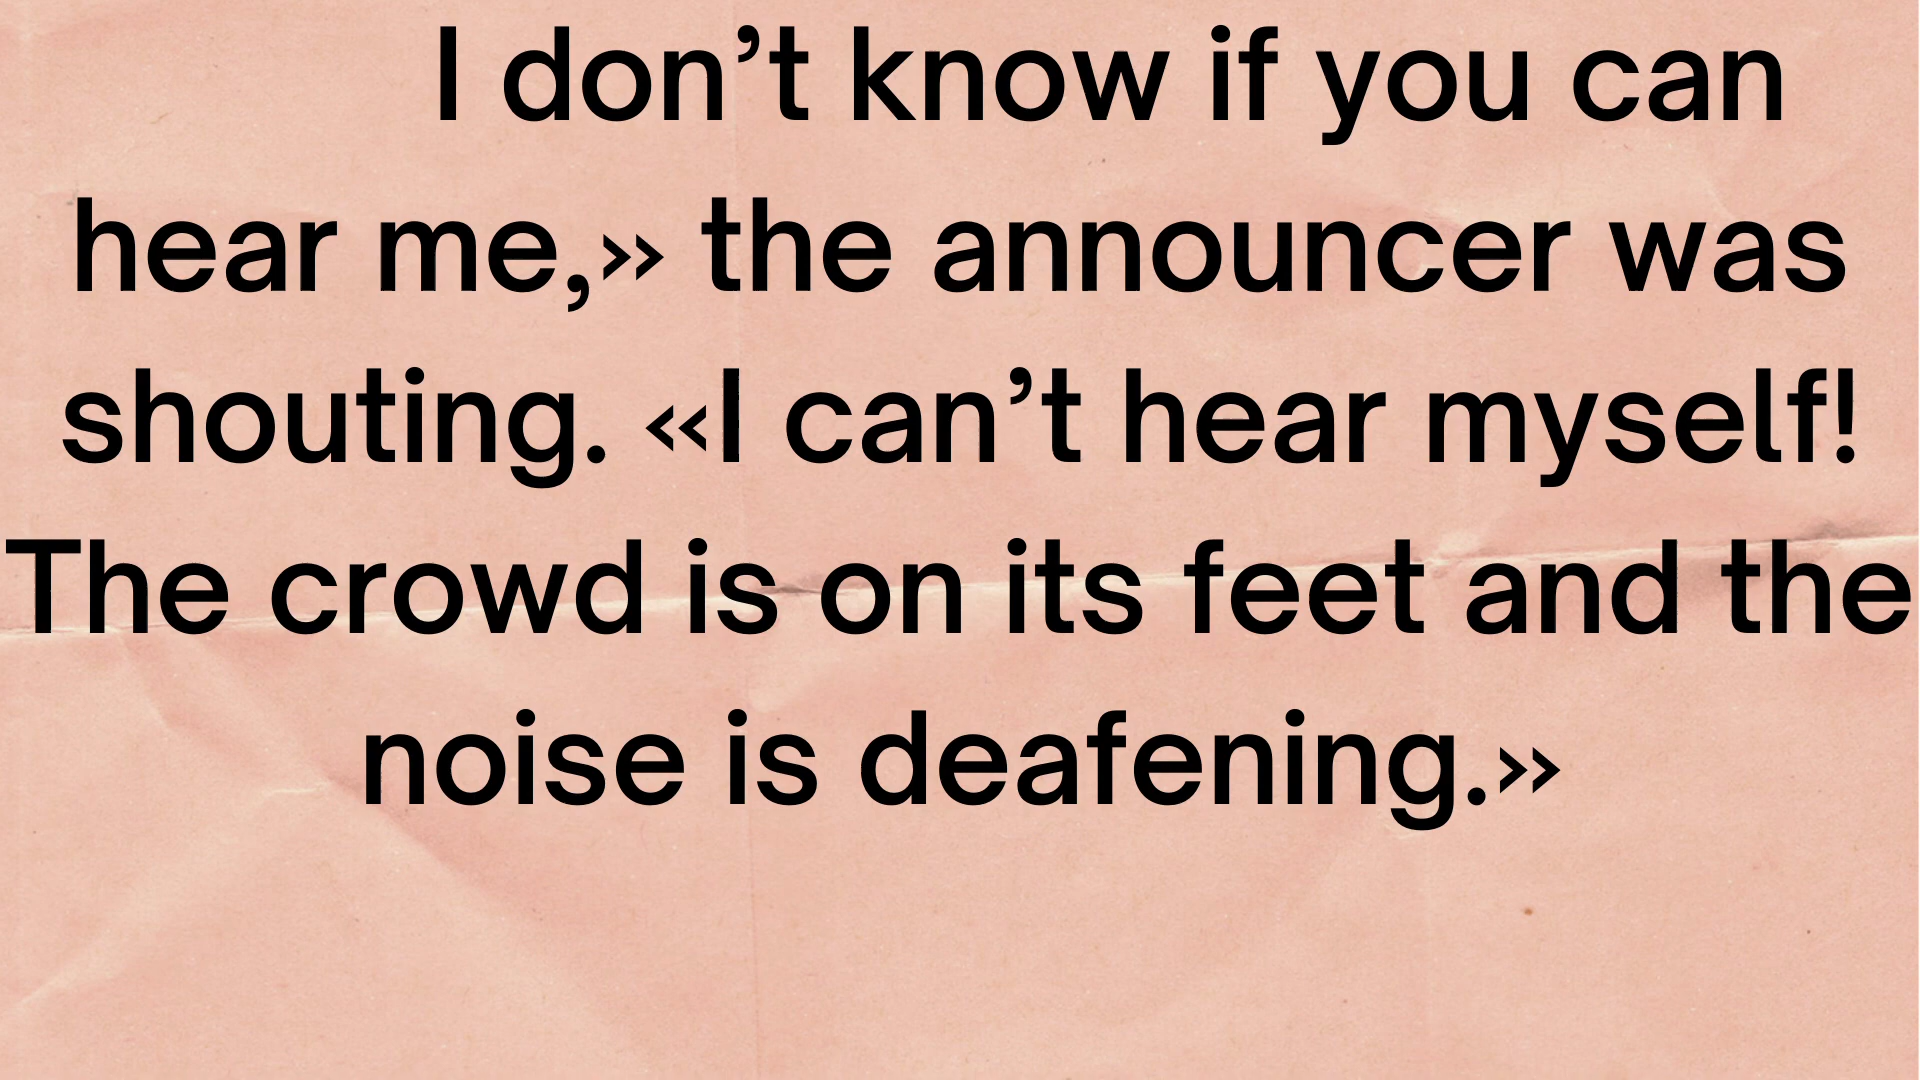 I don’t know if you can
hear me,» the announcer was
shouting. «I can’t hear myself!
The crowd is on its feet and the
noise is deafening.»